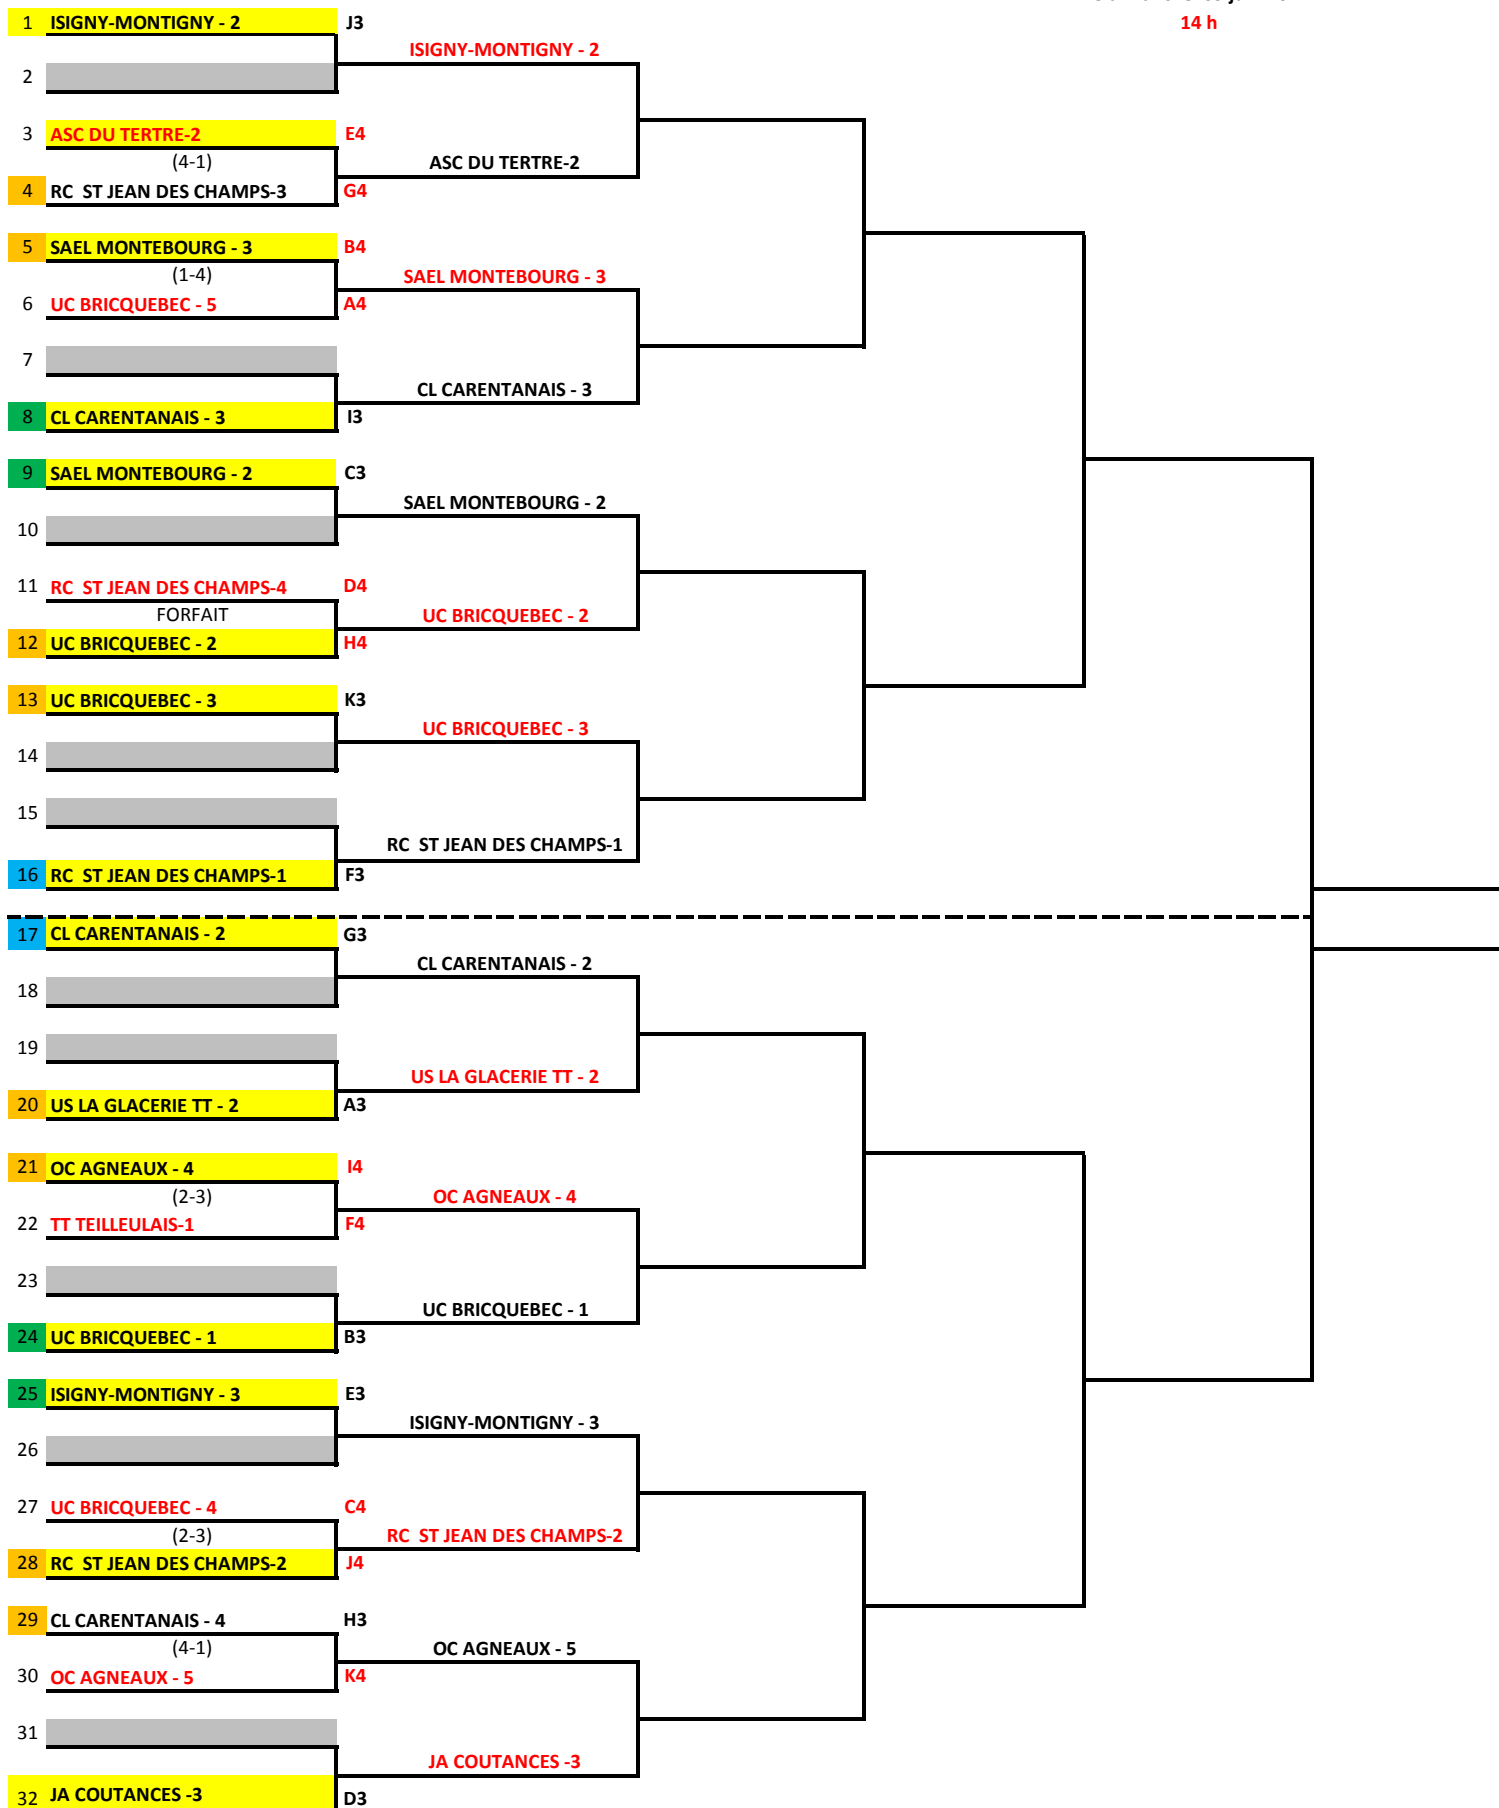 14 h
1 ISIGNY-MONTIGNY - 2 J3
ISIGNY-MONTIGNY - 2
2
3 ASC DU TERTRE-2 E4
(4-1) ASC DU TERTRE-2
4 RC ST JEAN DES CHAMPS-3 G4
5 SAEL MONTEBOURG - 3 B4
(1-4) SAEL MONTEBOURG - 3
6 UC BRICQUEBEC - 5 A4
7
CL CARENTANAIS - 3
8 CL CARENTANAIS - 3 I3
9 SAEL MONTEBOURG - 2 C3
SAEL MONTEBOURG - 2
10
11 RC ST JEAN DES CHAMPS-4 D4
FORFAIT UC BRICQUEBEC - 2
12 UC BRICQUEBEC - 2 H4
13 UC BRICQUEBEC - 3 K3
UC BRICQUEBEC - 3
14
15
RC ST JEAN DES CHAMPS-1
16 RC ST JEAN DES CHAMPS-1 F3
17 CL CARENTANAIS - 2 G3
CL CARENTANAIS - 2
18
19
US LA GLACERIE TT - 2
20 US LA GLACERIE TT - 2 A3
21 OC AGNEAUX - 4 I4
(2-3) OC AGNEAUX - 4
22 TT TEILLEULAIS-1 F4
23
UC BRICQUEBEC - 1
24 UC BRICQUEBEC - 1 B3
25 ISIGNY-MONTIGNY - 3 E3
ISIGNY-MONTIGNY - 3
26
27 UC BRICQUEBEC - 4 C4
(2-3) RC ST JEAN DES CHAMPS-2
28 RC ST JEAN DES CHAMPS-2 J4
29 CL CARENTANAIS - 4 H3
(4-1) OC AGNEAUX - 5
30 OC AGNEAUX - 5 K4
31
JA COUTANCES -3
32 JA COUTANCES -3 D3